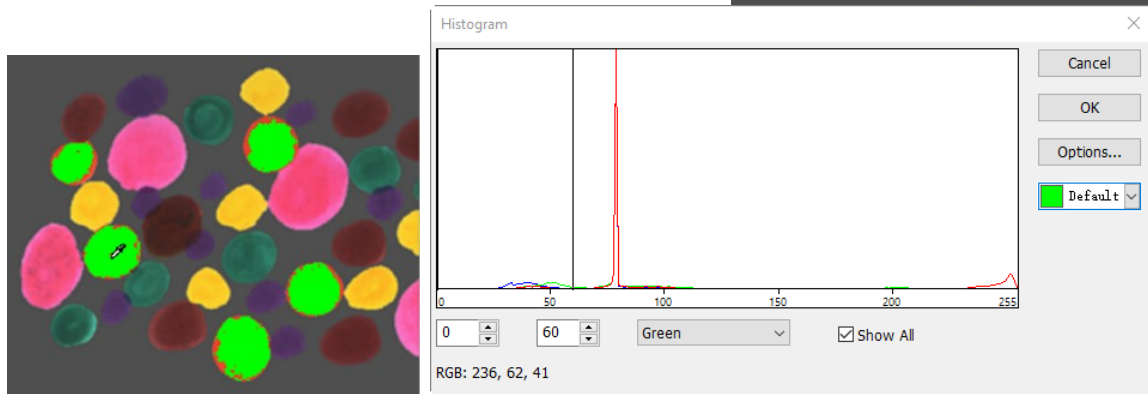 Histogram
Cancel
OK
Options...
Default
0 50 100 150 200 255
0 60 Green Show All
RGB: 236, 62, 41